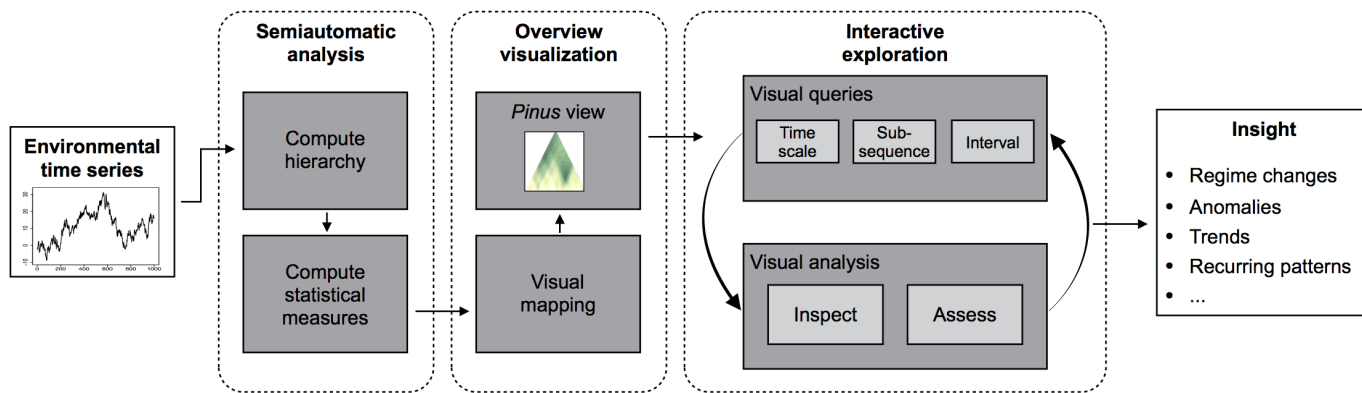 Environmental
time series
30
20
10
0
-10
0
200
400
600
800
1000
Semiautomatic
analysis
Compute
hierarchy
Compute
statistical
measures
Overview
visualization
Pinus view
Visual
mapping
Interactive
exploration
Visual queries
Time
scale
Sub-
sequence
Interval
Visual analysis
Inspect
Assess
Insight
• Regime changes
• Anomalies
• Trends
• Recurring patterns
• ...